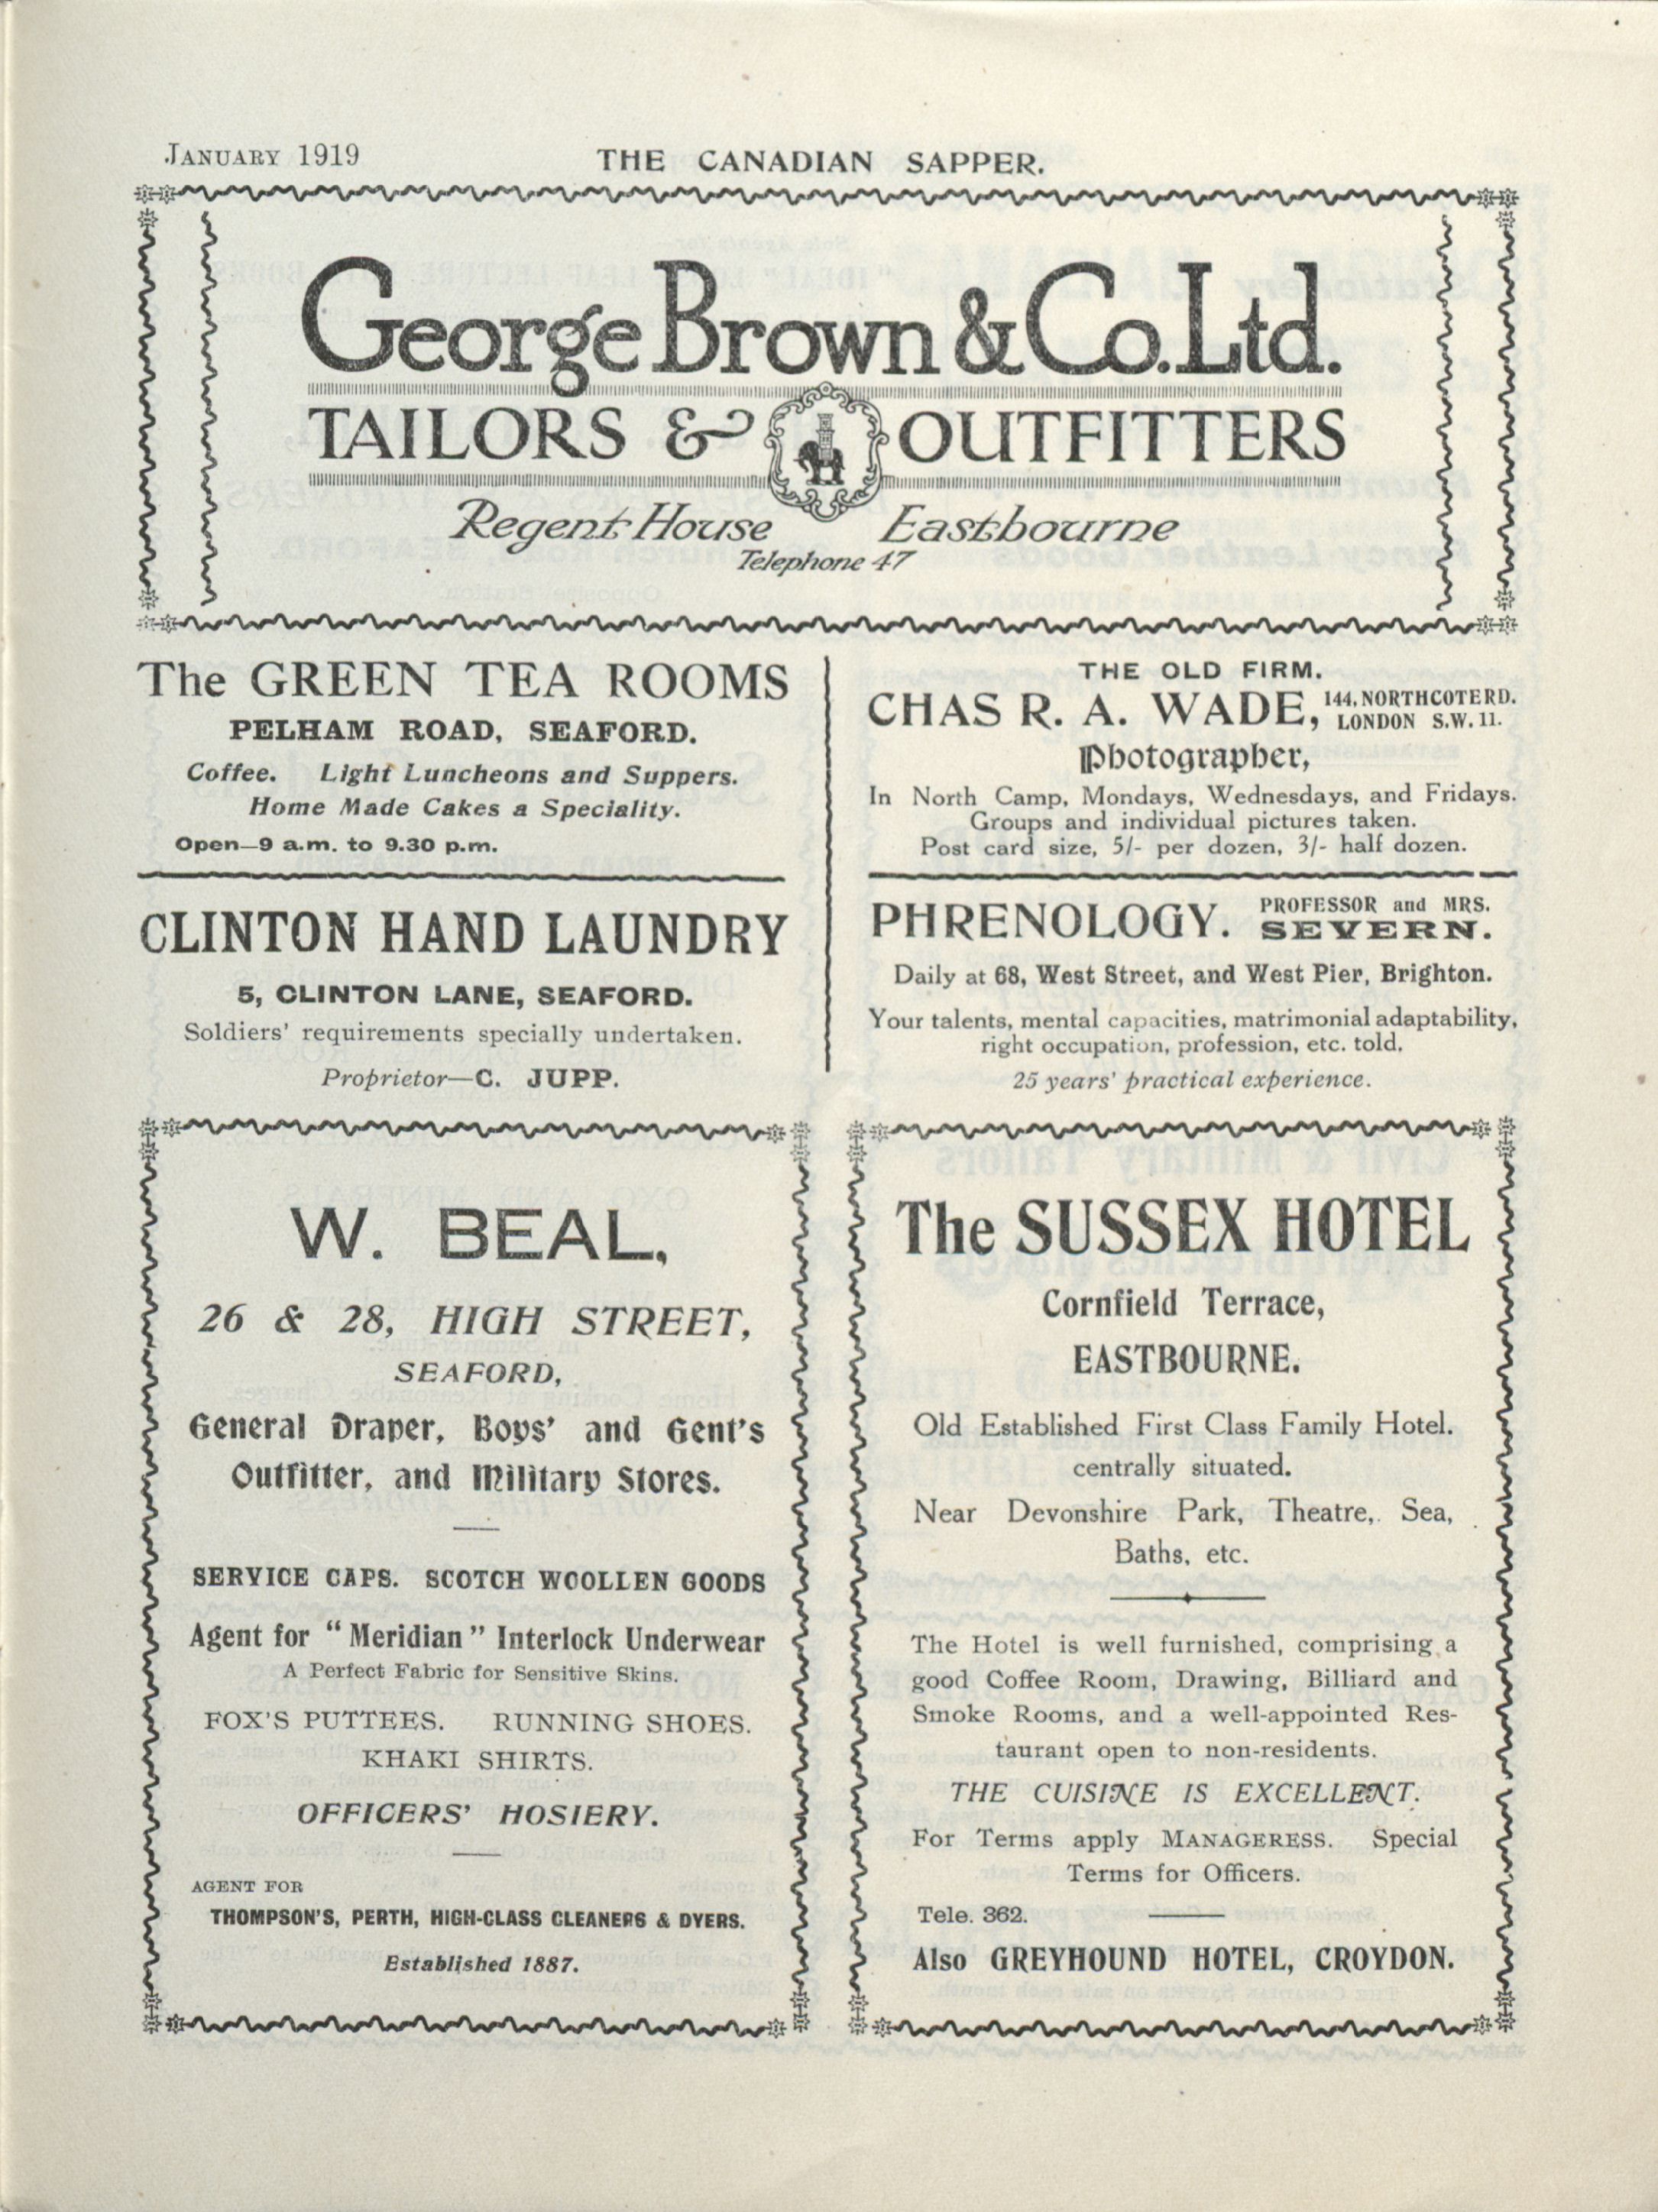 January 1919
THE CANADIAN SAPPER.
George Brown & Co. Ltd.
TAILORS & OUTFITTERS
Regent House Eastbourne
Telephone 47
The GREEN TEA ROOMS
PELHAM ROAD, SEAFORD.
Coffee. Light Luncheons and Suppers.
Home Made Cakes a Speciality.
Open—9 a.m. to 9.30 p.m.
CLINTON HAND LAUNDRY
5, CLINTON LANE, SEAFORD.
Soldiers' requirements specially undertaken.
Proprietor—C. JUPP.
THE OLD FIRM.
CHAS R. A. WADE, 144, NORTHCOTE RD.
LONDON S.W. 11.
Photographer,
In North Camp, Mondays, Wednesdays, and Fridays.
Groups and individual pictures taken.
Post card size, 5/- per dozen, 3/- half dozen.
PHRENOLOGY. PROFESSOR and MRS.
SEVERN.
Daily at 68, West Street, and West Pier, Brighton.
Your talents, mental capacities, matrimonial adaptability,
right occupation, profession, etc. told.
25 years' practical experience.
W. BEAL,
26 & 28, HIGH STREET,
SEAFORD,
General Draper, Boys' and Gent's
Outfitter, and Military Stores.
SERVICE CAPS. SCOTCH WOOLLEN GOODS
Agent for "Meridian" Interlock Underwear
A Perfect Fabric for Sensitive Skins.
FOX'S PUTTEES. RUNNING SHOES.
KHAKI SHIRTS.
OFFICERS' HOSIERY.
AGENT FOR
THOMPSON'S, PERTH, HIGH-CLASS CLEANERS & DYERS.
Established 1887.
The SUSSEX HOTEL
Cornfield Terrace,
EASTBOURNE.
Old Established First Class Family Hotel.
centrally situated.
Near Devonshire Park, Theatre, Sea,
Baths, etc.
The Hotel is well furnished, comprising a
good Coffee Room, Drawing, Billiard and
Smoke Rooms, and a well-appointed Res-
taurant open to non-residents.
THE CUISINE IS EXCELLENT.
For Terms apply Manageress. Special
Terms for Officers.
Tele. 362.
Also GREYHOUND HOTEL, CROYDON.